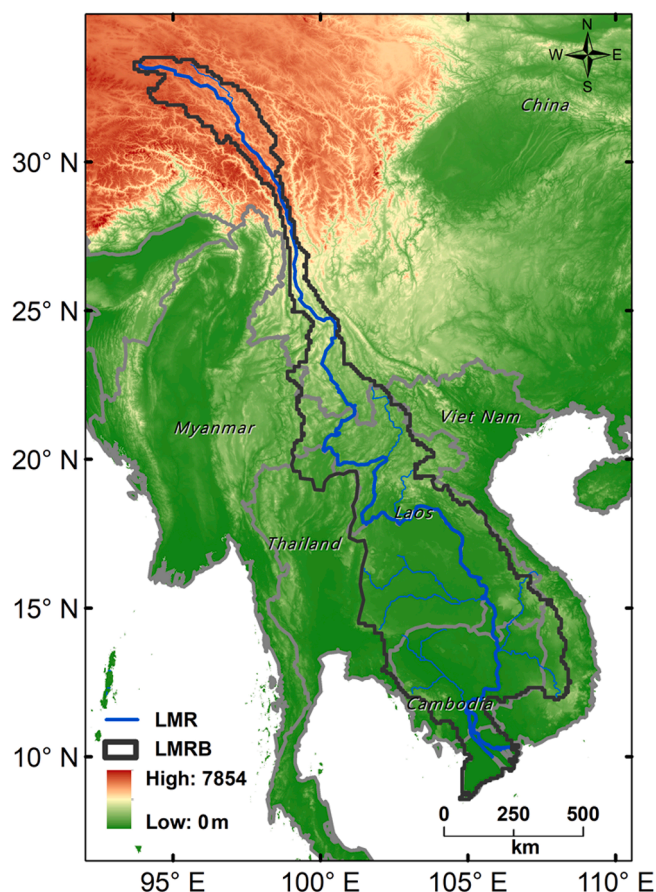 N
W E
S
China
30° N
25° N
Viet Nam
Myanmar
20° N
Laos
Thailand
15° N
Cambodia
LMR
LMRB
10° N
High: 7854
Low: 0 m
0 250 500
km
95° E 100° E 105° E 110° E